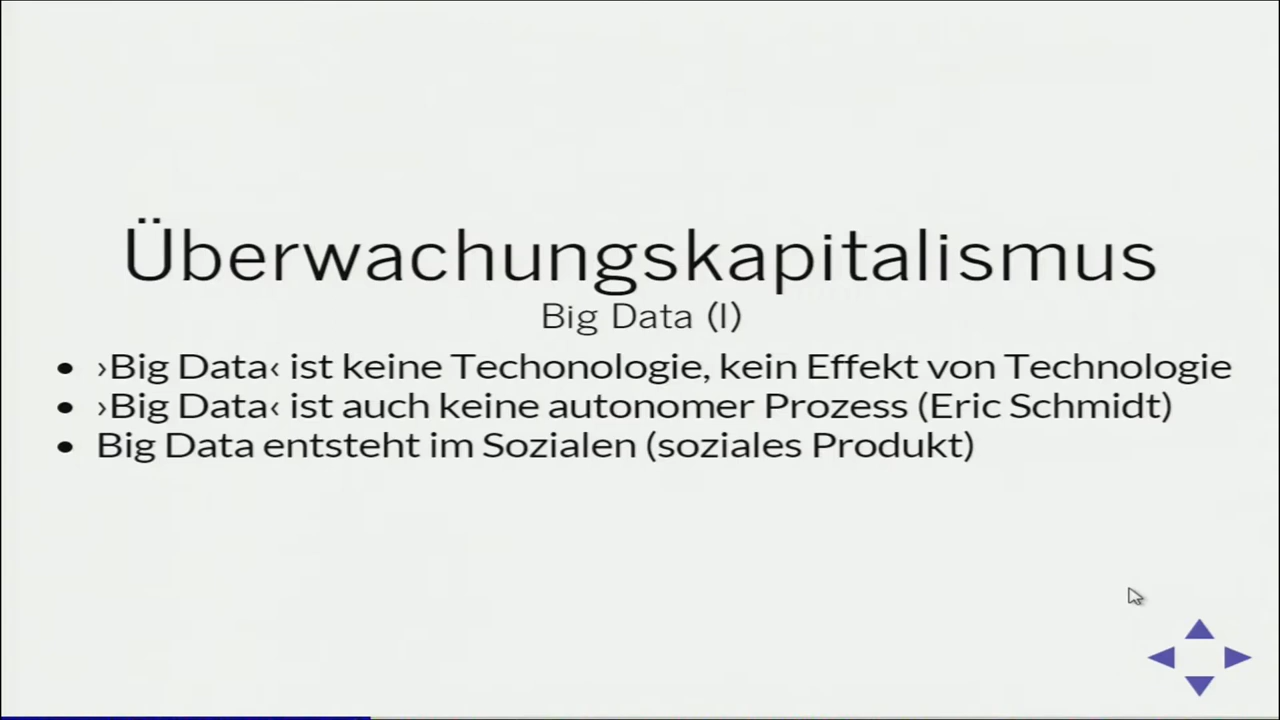 Überwachungskapitalismus
Big Data (I)
• ›Big Data‹ ist keine Techonologie, kein Effekt von Technologie
• ›Big Data‹ ist auch keine autonomer Prozess (Eric Schmidt)
• Big Data entsteht im Sozialen (soziales Produkt)